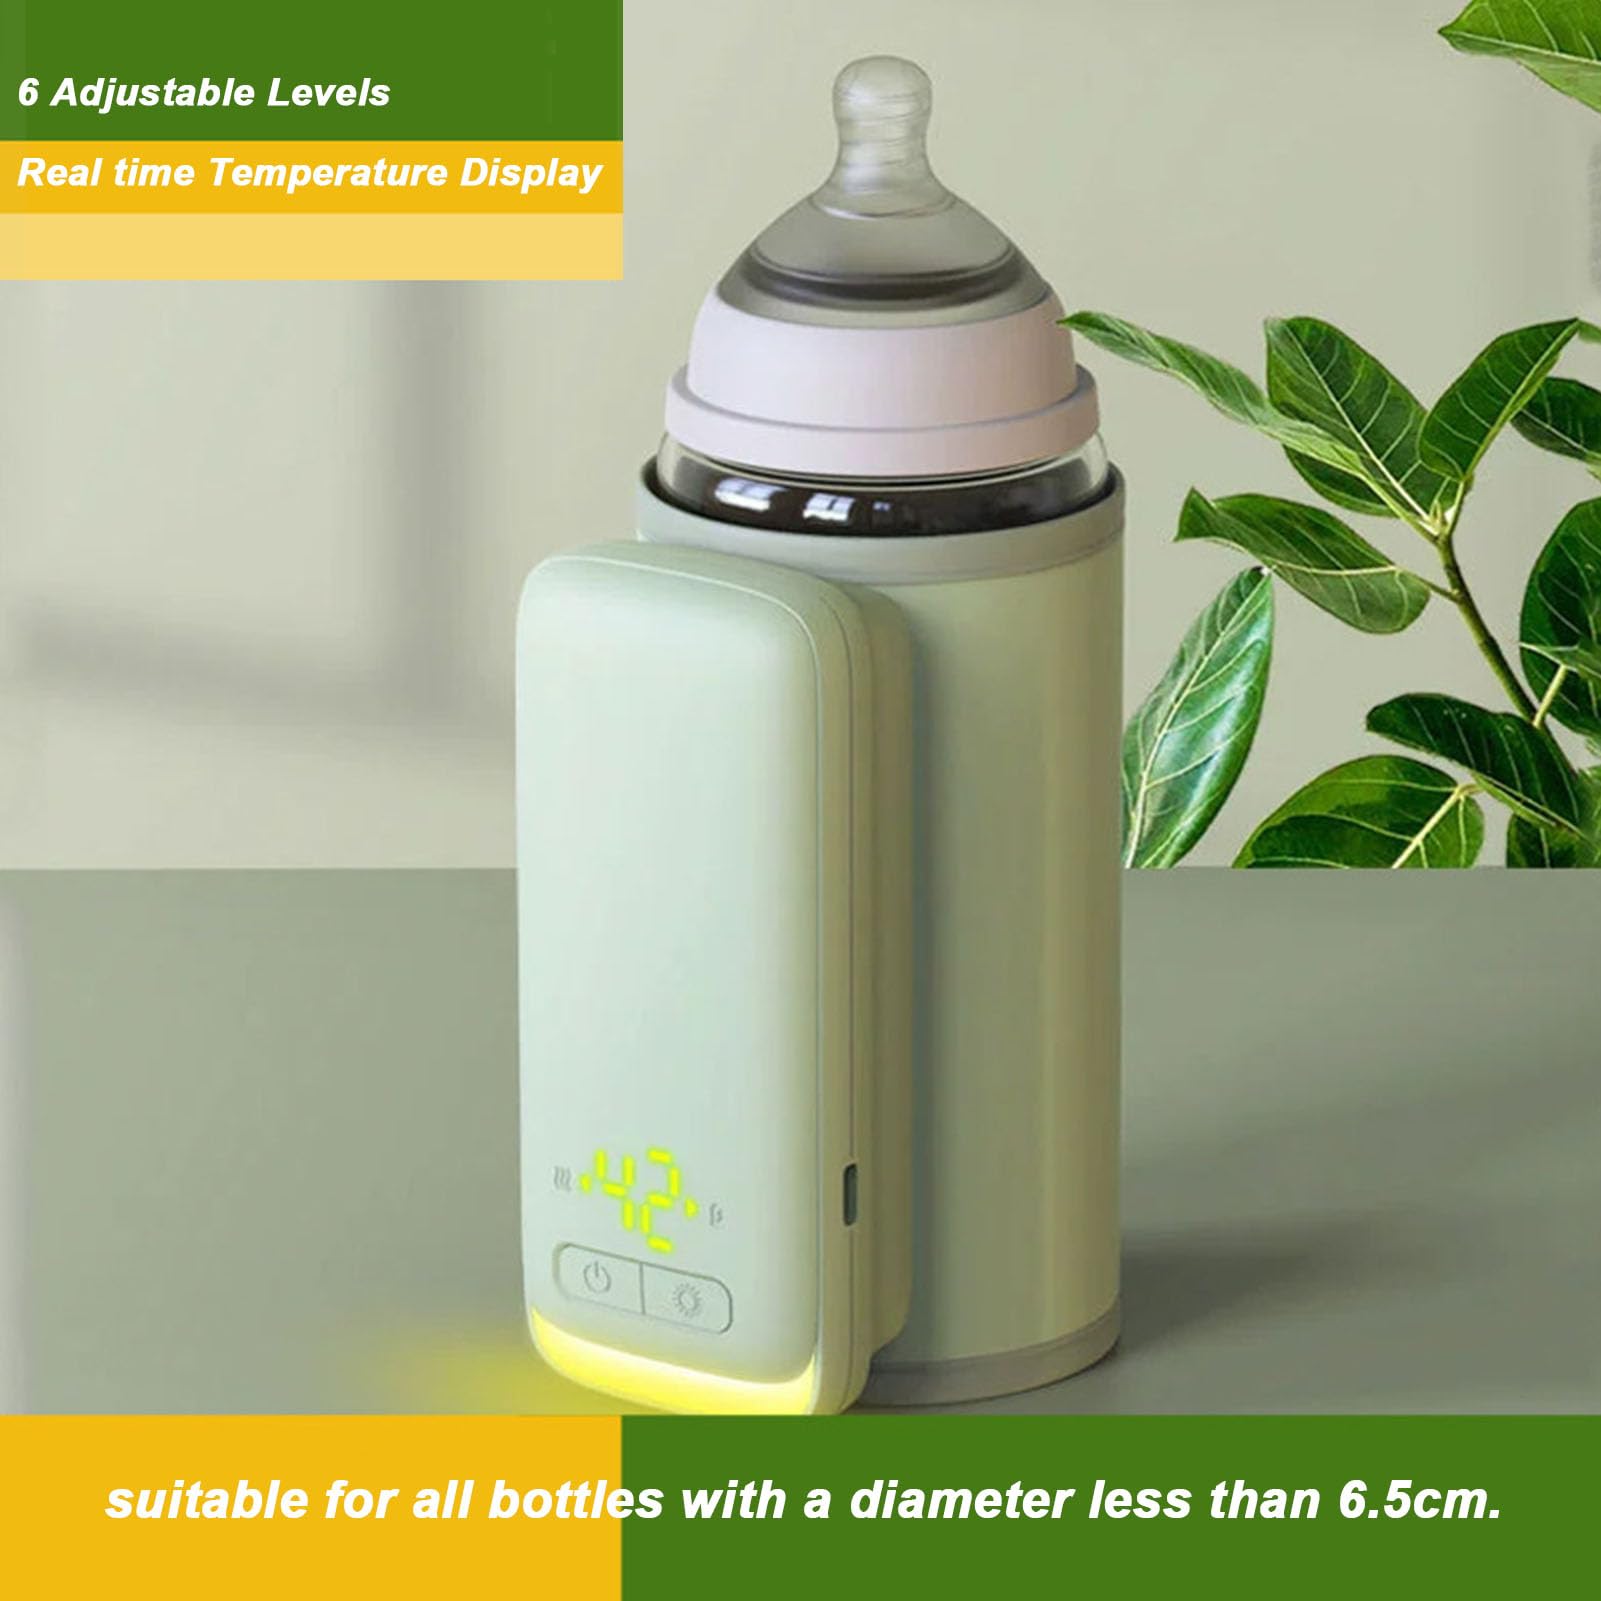 6 Adjustable Levels
Real time Temperature Display
42
suitable for all bottles with a diameter less than 6.5cm.